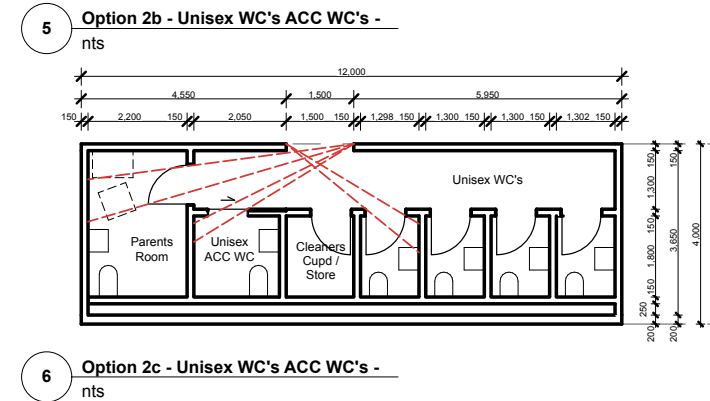 5
Option 2b - Unisex WC's ACC WC's -
nts
12,000
4,550 1,500 5,950
150 2,200 150 2,050 1,500 150 1,298 150 1,300 150 1,300 150 1,302 150
Unisex WC's
Parents
Room
Unisex
ACC WC
Cleaners
Cupd /
Store
150 1,300 150 1,800 150 250 200
150 3,650 200
4,000
6
Option 2c - Unisex WC's ACC WC's -
nts